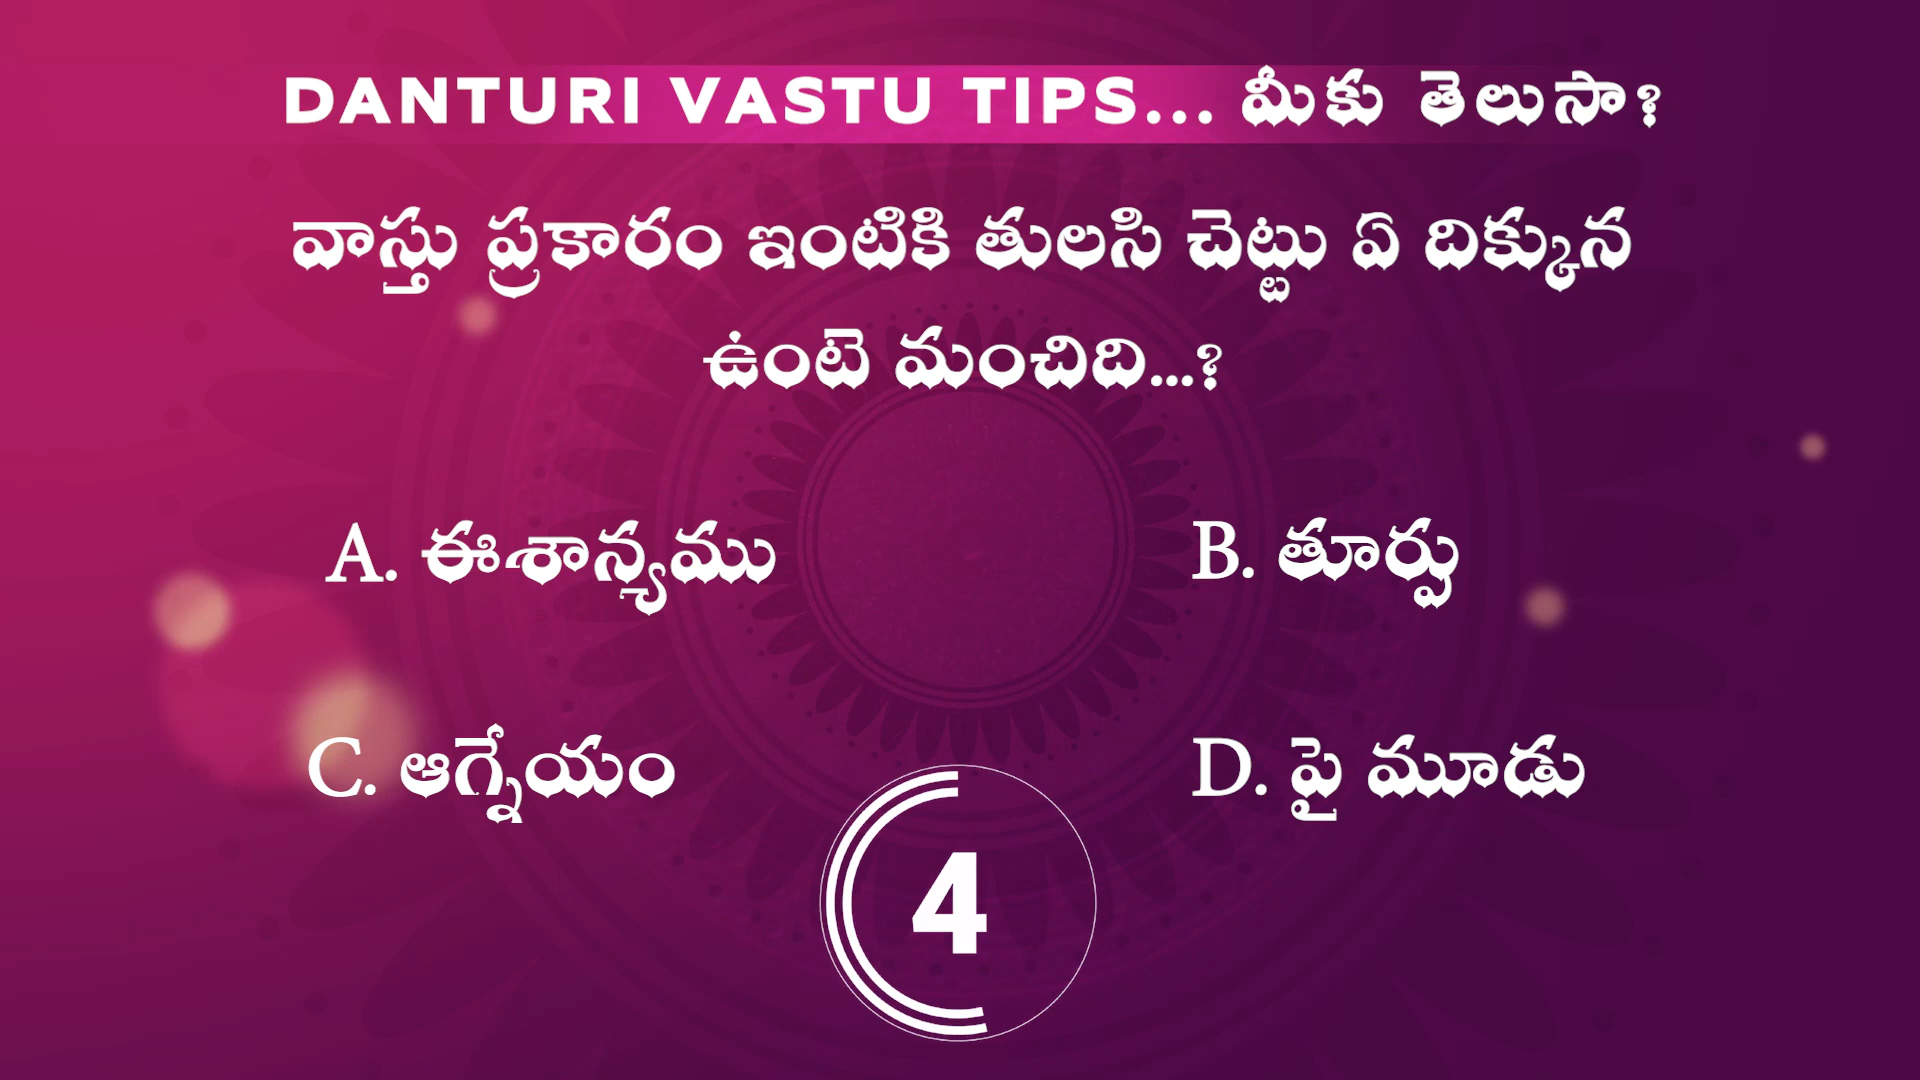 DANTURI VASTU TIPS... మీకు తెలుసా?
వాస్తు ప్రకారం ఇంటికి తులసి చెట్టు ఏ దిక్కున
ఉంటె మంచిది...?
A. ఈశాన్యము
B. తూర్పు
C. ఆగ్నేయం
D. పై మూడు
4